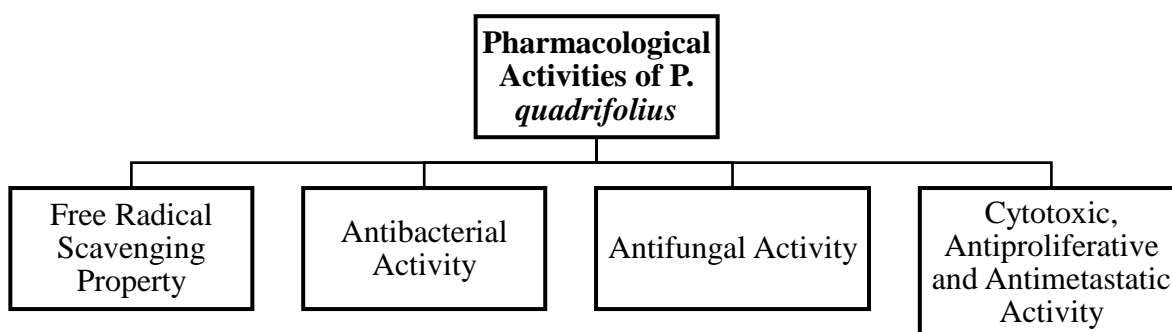 Pharmacological
Activities of P.
quadrifolius
Free Radical
Scavenging
Property
Antibacterial
Activity
Antifungal Activity
Cytotoxic,
Antiproliferative
and Antimetastatic
Activity